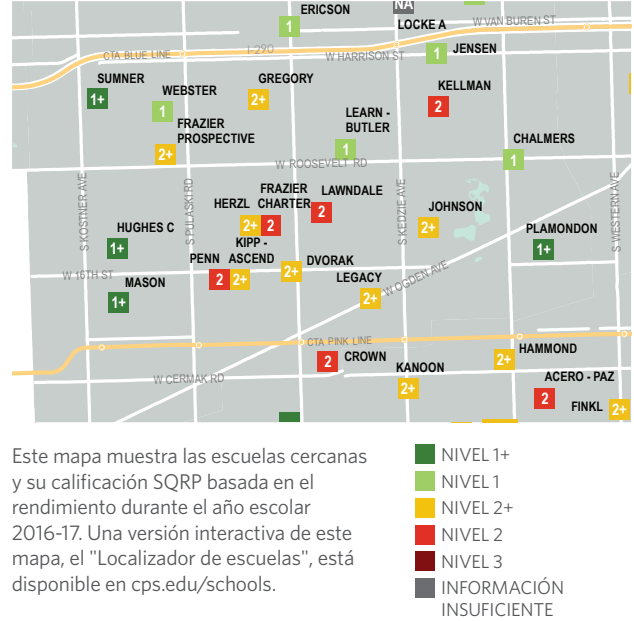 ERICSON
NA
LOCKE A
W VAN BUREN ST
1
CTA BLUE LINE
I-290
W HARRISON ST
1
JENSEN
SUMNER
1+
WEBSTER
1
GREGORY
2+
KELLMAN
2
FRAZIER
PROSPECTIVE
2+
LEARN -
BUTLER
1
CHALMERS
1
W ROOSEVELT RD
S KOSTNER AVE
S PULASKI RD
S KEDZIE AVE
S WESTERN AVE
HERZL
2+
FRAZIER
CHARTER
2
LAWNDALE
2
JOHNSON
2+
HUGHES C
1+
PLAMONDON
1+
PENN
2
KIPP -
ASCEND
2+
DVORAK
2+
W 16TH ST
MASON
1+
LEGACY
2+
W OGDEN AVE
CTA PINK LINE
2
CROWN
HAMMOND
2+
W CERMAK RD
KANOON
2+
ACERO - PAZ
2
FINKL
2+
Este mapa muestra las escuelas cercanas
y su calificación SQRP basada en el
rendimiento durante el año escolar
2016-17. Una versión interactiva de este
mapa, el "Localizador de escuelas", está
disponible en cps.edu/schools.
NIVEL 1+
NIVEL 1
NIVEL 2+
NIVEL 2
NIVEL 3
INFORMACIÓN
INSUFICIENTE